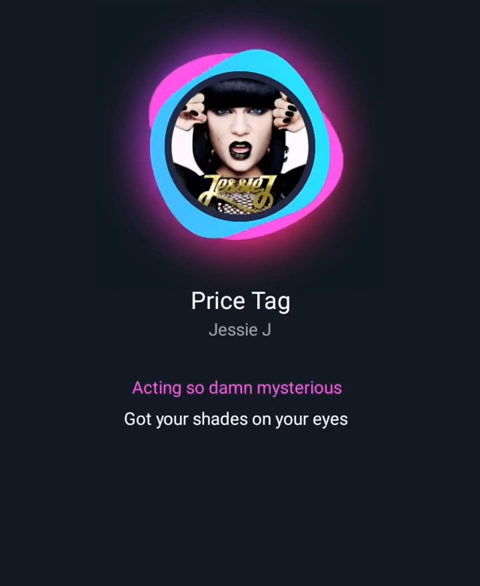 Jessie J
Price Tag
Jessie J
Acting so damn mysterious
Got your shades on your eyes